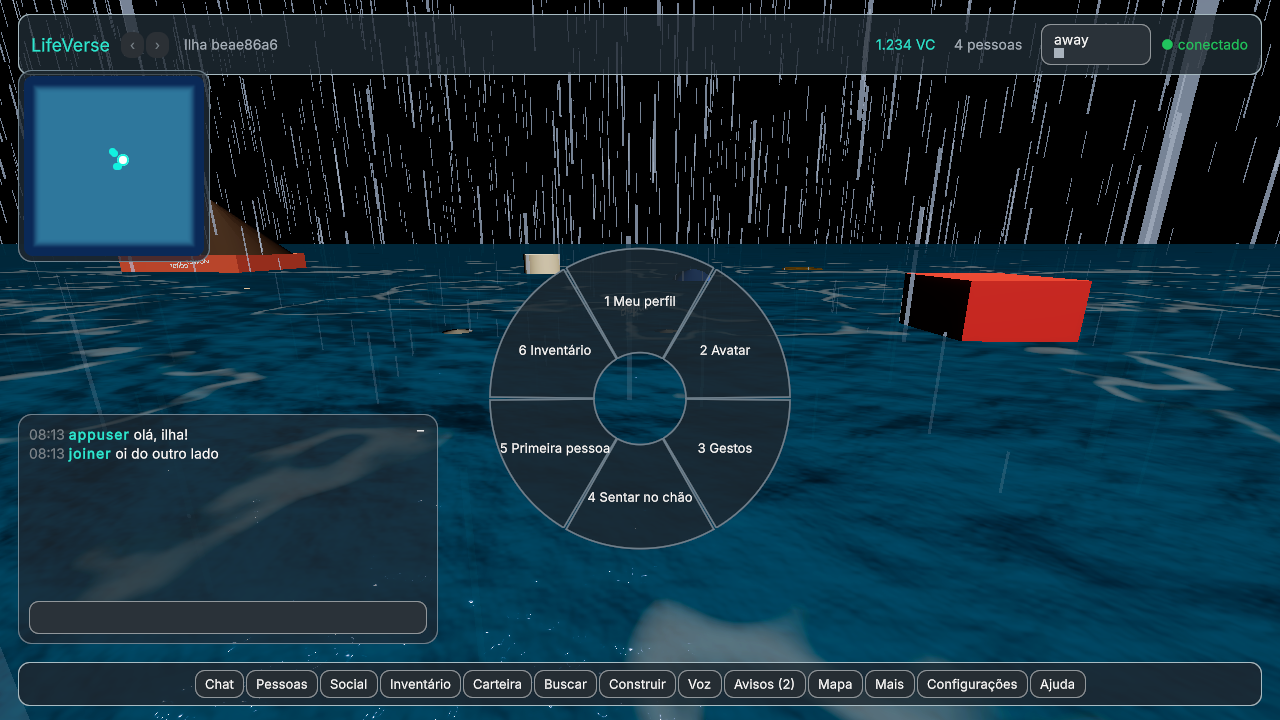 LifeVerse ‹ › Ilha beae86a6 1.234 VC 4 pessoas away conectado
1 Meu perfil
6 Inventário 2 Avatar
5 Primeira pessoa 3 Gestos
4 Sentar no chão
08:13 appuser olá, ilha!
08:13 joiner oi do outro lado
Chat Pessoas Social Inventário Carteira Buscar Construir Voz Avisos (2) Mapa Mais Configurações Ajuda